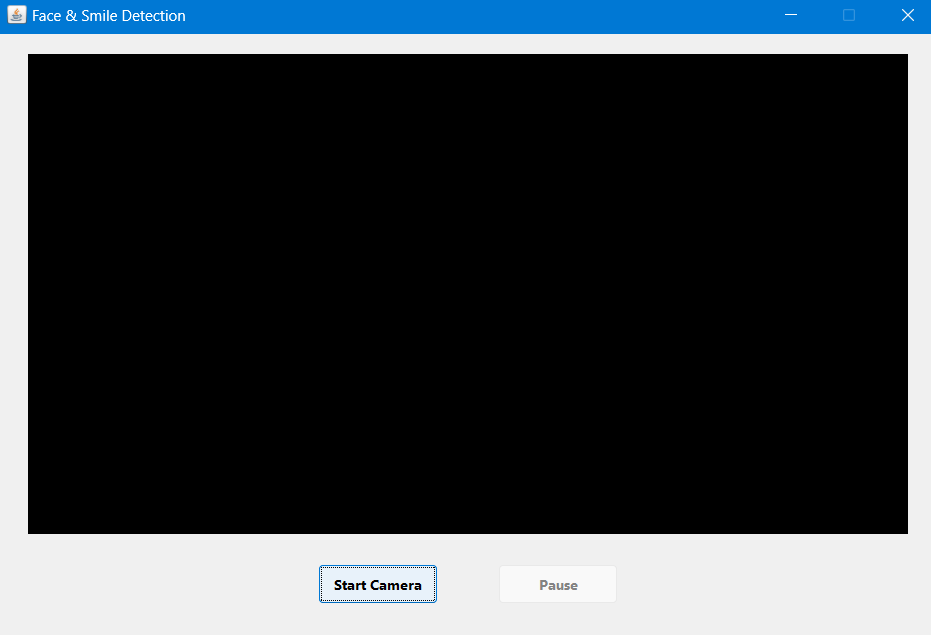 Face & Smile Detection
Start Camera
Pause